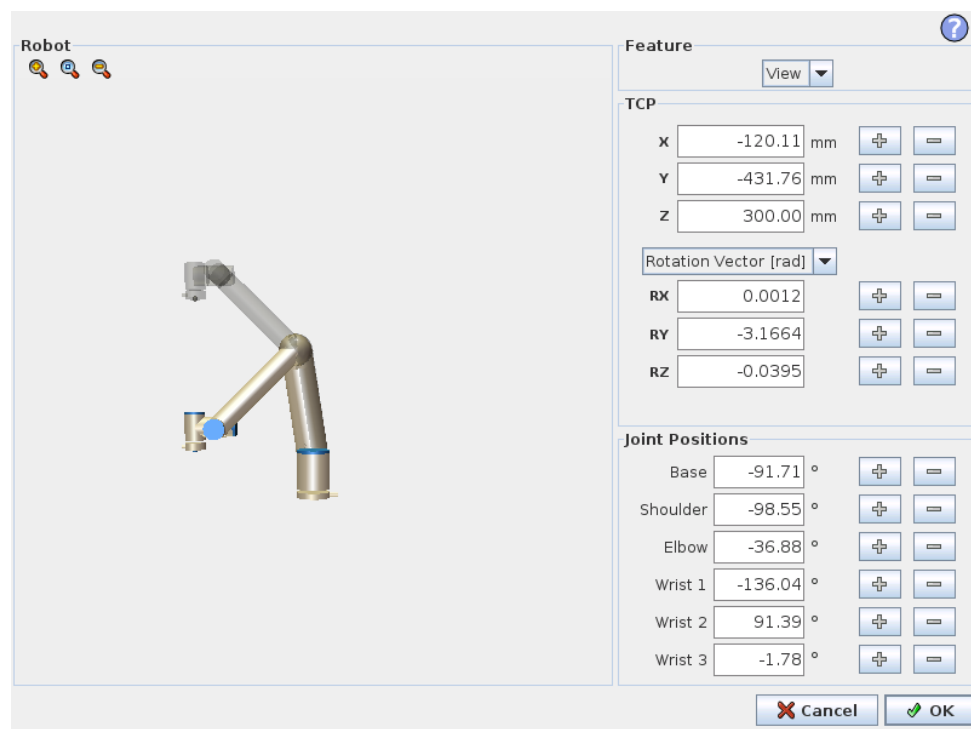 ?
Robot
Feature
View
TCP
X -120.11 mm
Y -431.76 mm
Z 300.00 mm
Rotation Vector [rad]
RX 0.0012
RY -3.1664
RZ -0.0395
Joint Positions
Base -91.71 °
Shoulder -98.55 °
Elbow -36.88 °
Wrist 1 -136.04 °
Wrist 2 91.39 °
Wrist 3 -1.78 °
Cancel OK